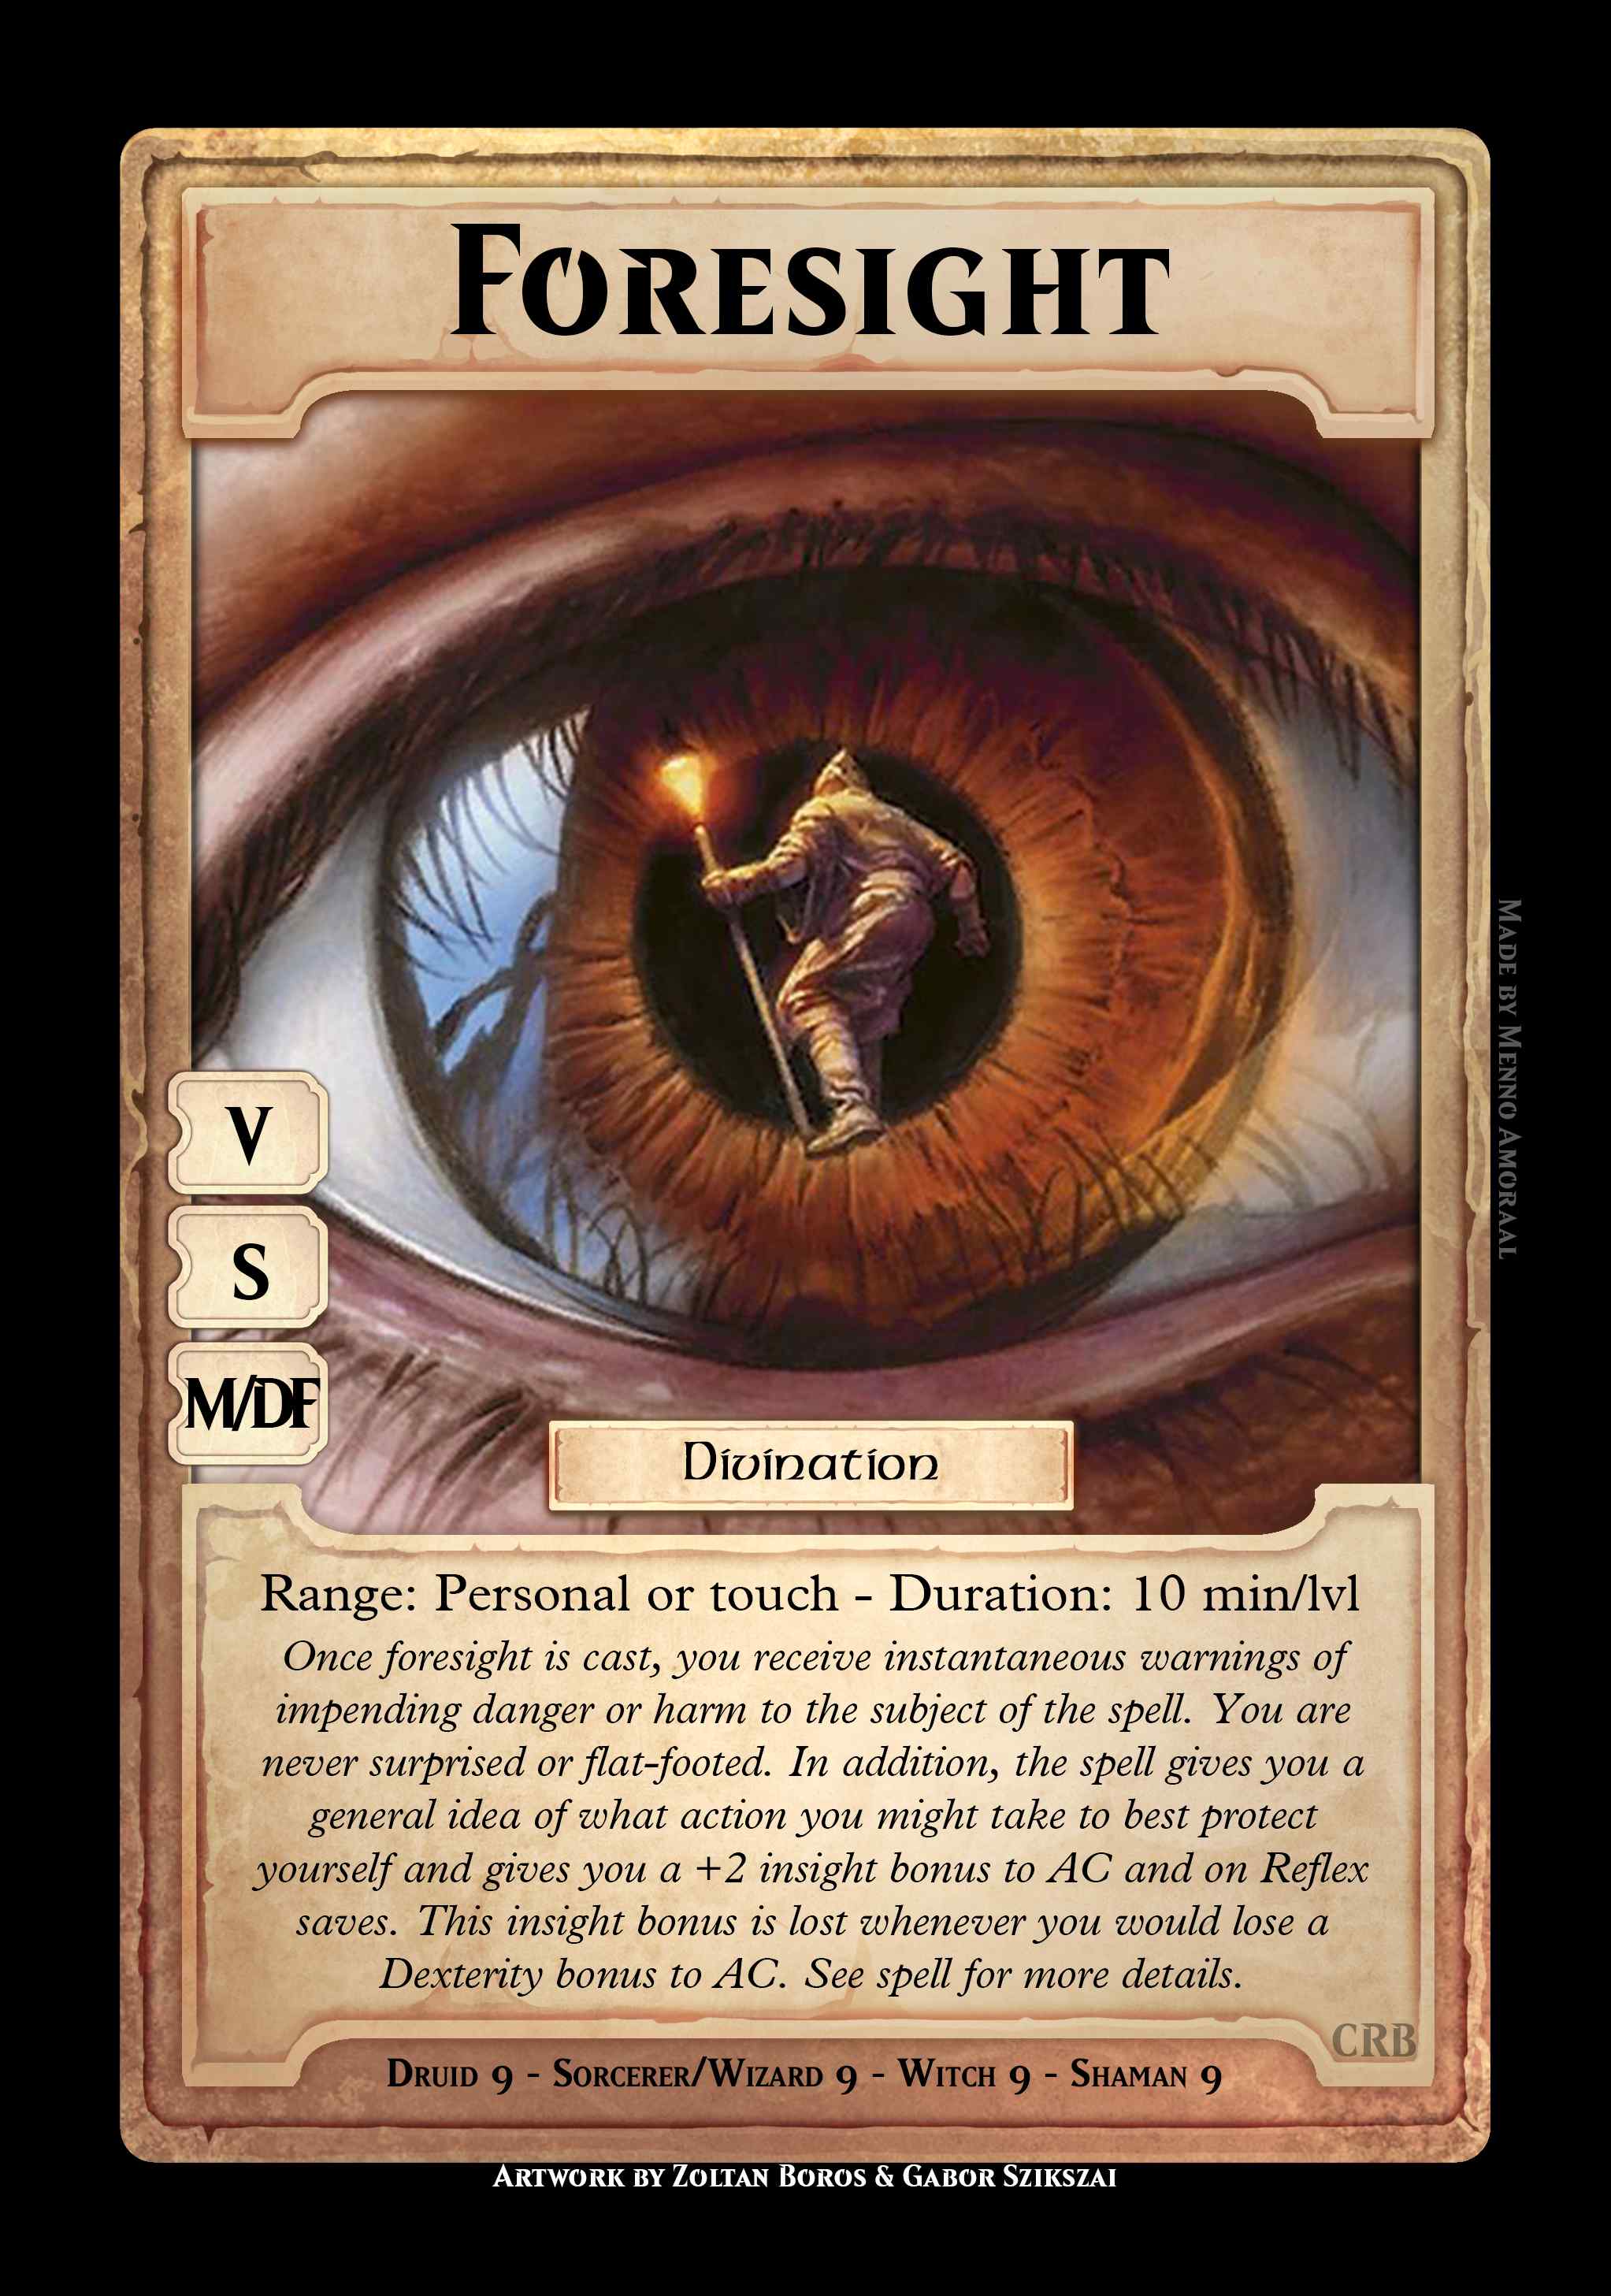 Foresight
V
S
M/DF
Divination
Range: Personal or touch - Duration: 10 min/lvl
Once foresight is cast, you receive instantaneous warnings of
impending danger or harm to the subject of the spell. You are
never surprised or flat-footed. In addition, the spell gives you a
general idea of what action you might take to best protect
yourself and gives you a +2 insight bonus to AC and on Reflex
saves. This insight bonus is lost whenever you would lose a
Dexterity bonus to AC. See spell for more details.
CRB
Druid 9 - Sorcerer/Wizard 9 - Witch 9 - Shaman 9
Artwork by Zoltan Boros & Gabor Szikszai
Made by Menno Amoraal